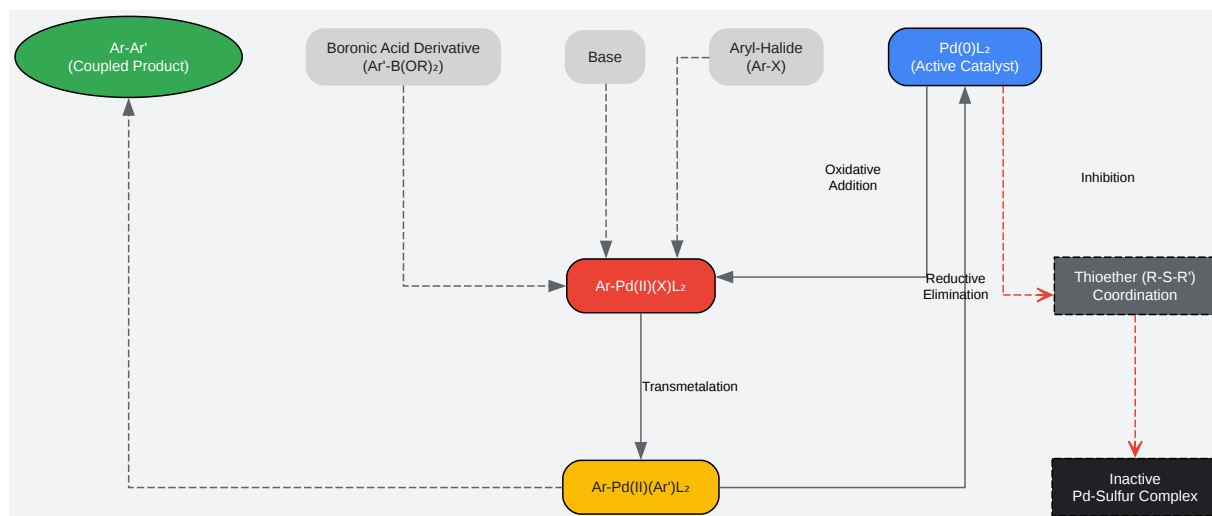 Ar-Ar'
(Coupled Product)
Boronic Acid Derivative
(Ar'-B(OR)₂)
Base
Aryl-Halide
(Ar-X)
Pd(0)L₂
(Active Catalyst)
Oxidative
Addition
Inhibition
Ar-Pd(II)(X)L₂
Reductive
Elimination
Thioether (R-S-R')
Coordination
Transmetalation
Ar-Pd(II)(Ar')L₂
Inactive
Pd-Sulfur Complex